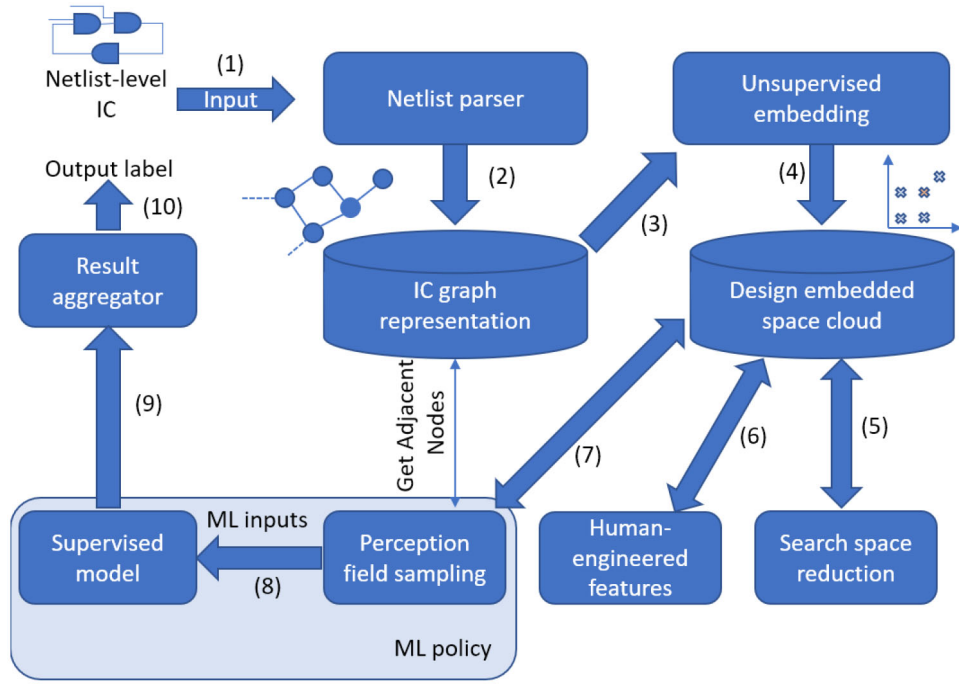 Netlist-level
IC
(1)
Input
Netlist parser
Unsupervised
embedding
Output label
(10)
(2)
(3)
(4)
Result
aggregator
IC graph
representation
Design embedded
space cloud
(9)
Get Adjacent
Nodes
(7)
(6)
(5)
Supervised
model
ML inputs
(8)
Perception
field sampling
Human-
engineered
features
Search space
reduction
ML policy